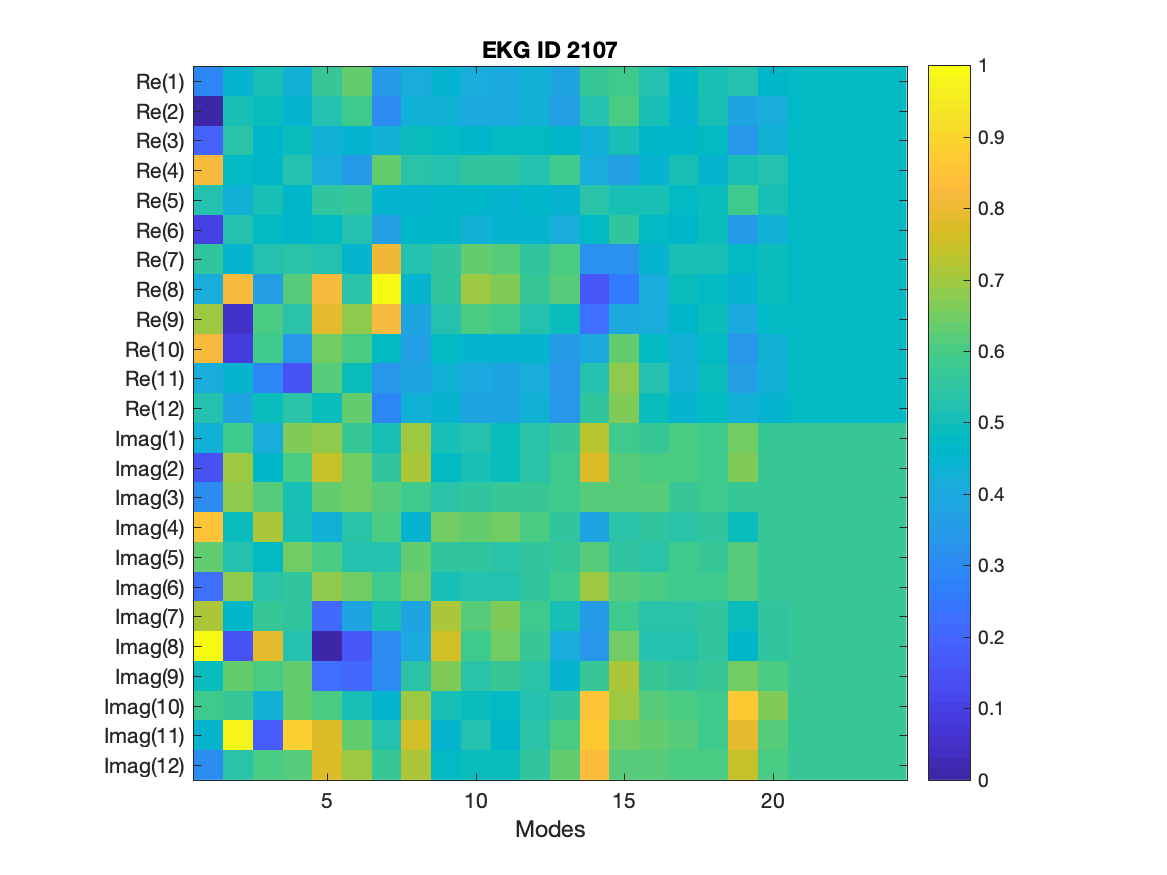 EKG ID 2107
Re(1)
Re(2)
Re(3)
Re(4)
Re(5)
Re(6)
Re(7)
Re(8)
Re(9)
Re(10)
Re(11)
Re(12)
Imag(1)
Imag(2)
Imag(3)
Imag(4)
Imag(5)
Imag(6)
Imag(7)
Imag(8)
Imag(9)
Imag(10)
Imag(11)
Imag(12)
5 10 15 20
Modes
1
0.9
0.8
0.7
0.6
0.5
0.4
0.3
0.2
0.1
0